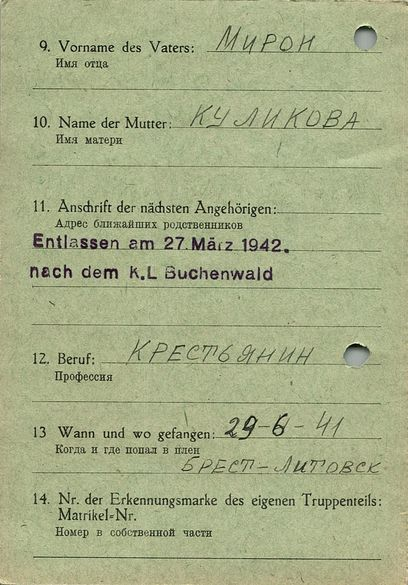 9. Vorname des Vaters: МИРОН
Имя отца
10. Name der Mutter: КУЛИКОВА
Имя матери
11. Anschrift der nächsten Angehörigen:
Адрес ближайших родственников
Entlassen am 27. März 1942.
nach dem K.L Buchenwald
12. Beruf: КРЕСТЬЯНИН
Профессия
13 Wann und wo gefangen: 29-6-41
Когда и где попал в плен
БРЕСТ-ЛИТОВСК
14. Nr. der Erkennungsmarke des eigenen Truppenteils:
Matrikel-Nr.
Номер в собственной части